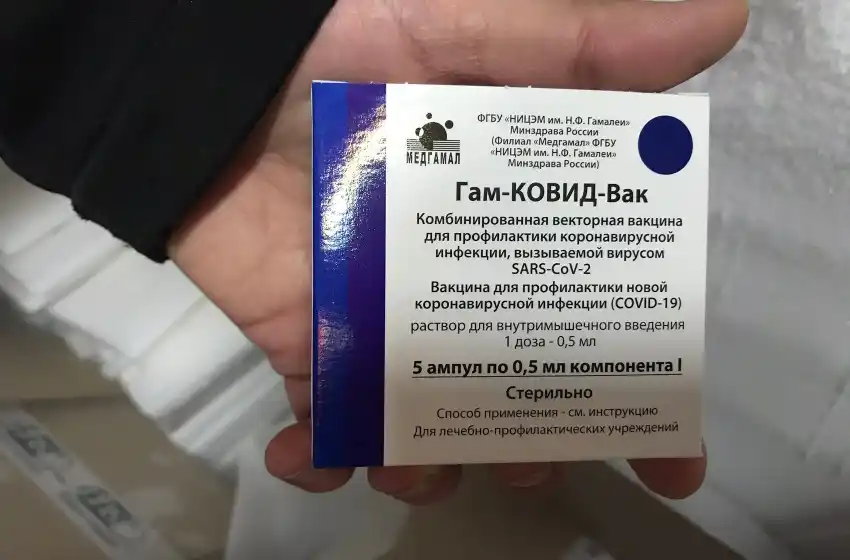 ФГБУ «НИЦЭМ им. Н.Ф. Гамалеи»
Минздрава России
(Филиал «Медгамал» ФГБУ
«НИЦЭМ им. Н.Ф. Гамалеи»
Минздрава России)
МЕДГАМАЛ
Гам-КОВИД-Вак
Комбинированная векторная вакцина
для профилактики коронавирусной
инфекции, вызываемой вирусом
SARS-CoV-2
Вакцина для профилактики новой
коронавирусной инфекции (COVID-19)
раствор для внутримышечного введения
1 доза - 0,5 мл
5 ампул по 0,5 мл компонента I
Стерильно
Способ применения - см. инструкцию
Для лечебно-профилактических учреждений